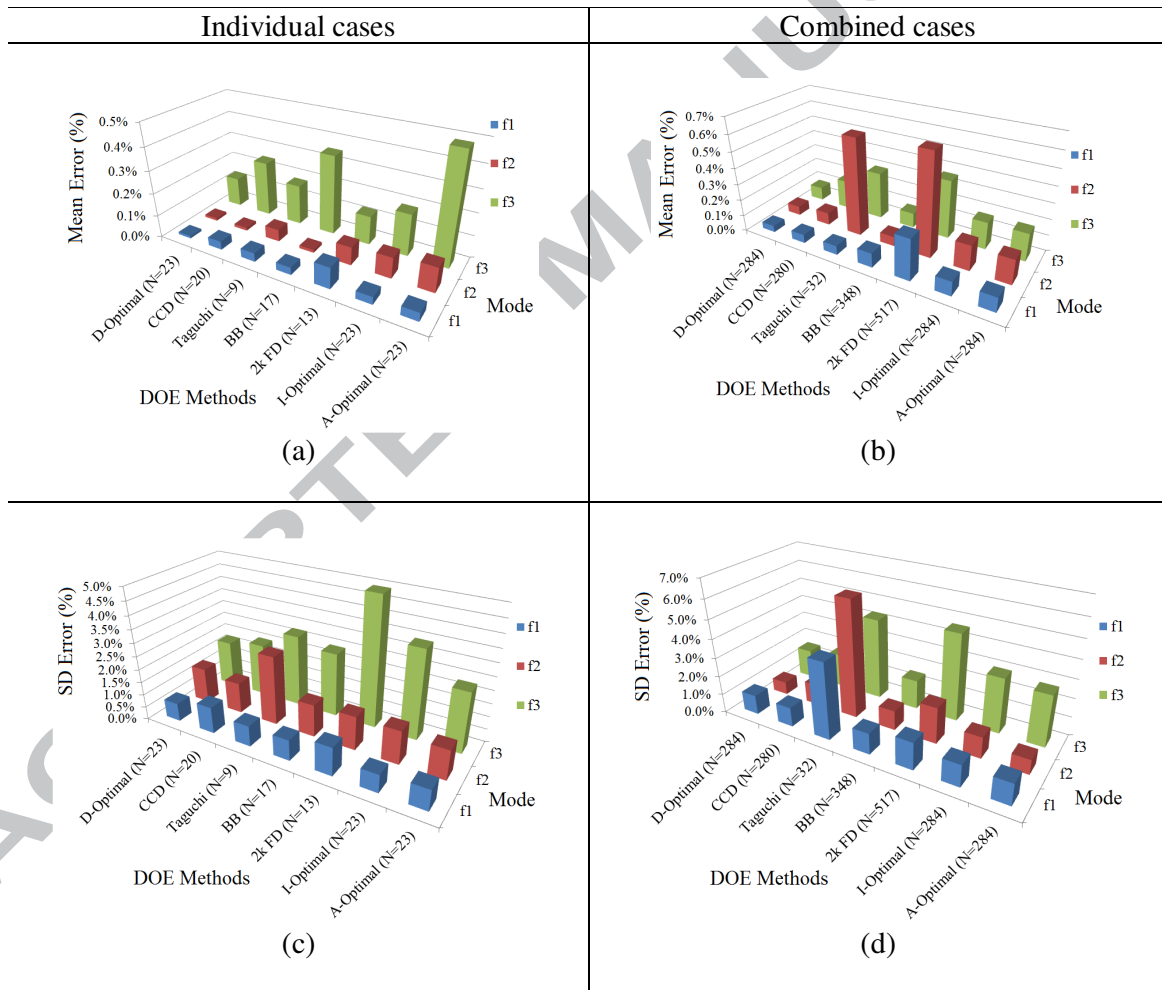 Individual cases
Combined cases
Mean Error (%)
0.5%
0.4%
0.3%
0.2%
0.1%
0.0%
f1
f2
f3
f3
f2
f1
Mode
D-Optimal (N=23)
CCD (N=20)
Taguchi (N=9)
BB (N=17)
2k FD (N=13)
I-Optimal (N=23)
A-Optimal (N=23)
DOE Methods
(a)
Mean Error (%)
0.7%
0.6%
0.5%
0.4%
0.3%
0.2%
0.1%
0.0%
f1
f2
f3
f3
f2
f1
Mode
D-Optimal (N=284)
CCD (N=280)
Taguchi (N=32)
BB (N=348)
2k FD (N=517)
I-Optimal (N=284)
A-Optimal (N=284)
DOE Methods
(b)
SD Error (%)
5.0%
4.5%
4.0%
3.5%
3.0%
2.5%
2.0%
1.5%
1.0%
0.5%
0.0%
f1
f2
f3
f3
f2
f1
Mode
D-Optimal (N=23)
CCD (N=20)
Taguchi (N=9)
BB (N=17)
2k FD (N=13)
I-Optimal (N=23)
A-Optimal (N=23)
DOE Methods
(c)
SD Error (%)
7.0%
6.0%
5.0%
4.0%
3.0%
2.0%
1.0%
0.0%
f1
f2
f3
f3
f2
f1
Mode
D-Optimal (N=284)
CCD (N=280)
Taguchi (N=32)
BB (N=348)
2k FD (N=517)
I-Optimal (N=284)
A-Optimal (N=284)
DOE Methods
(d)